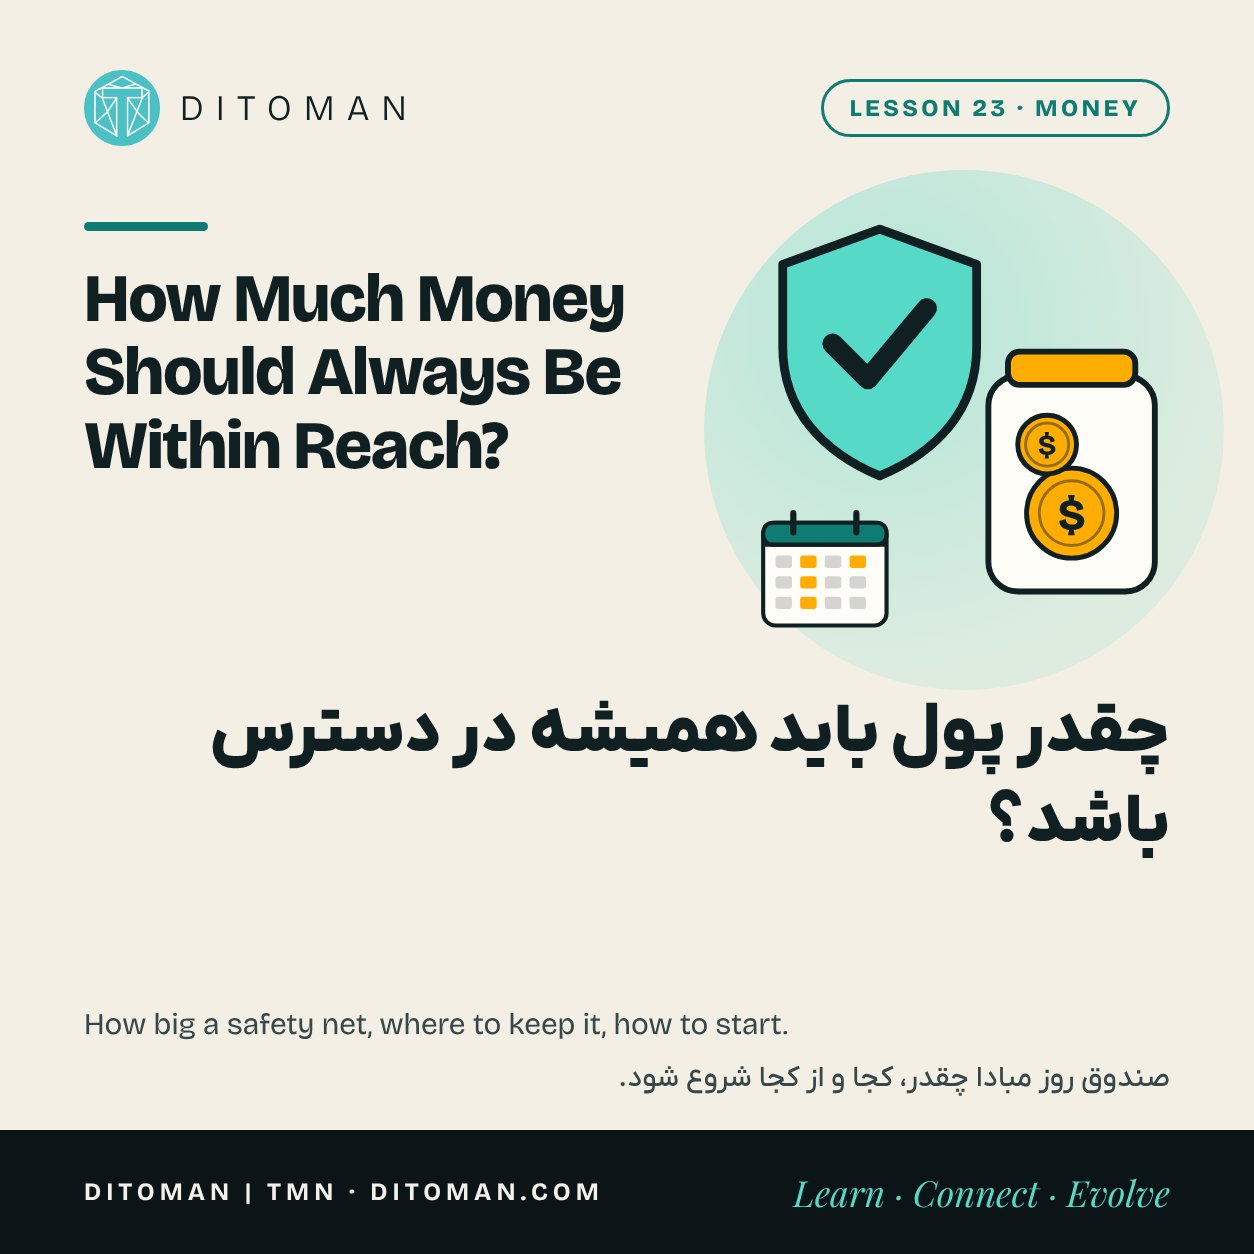 DITOMAN
LESSON 23 · MONEY
How Much Money
Should Always Be
Within Reach?
$
$
چقدر پول باید همیشه در دسترس
باشد؟
How big a safety net, where to keep it, how to start.
صندوق روز مبادا چقدر، کجا و از کجا شروع شود.
DITOMAN | TMN · DITOMAN.COM
Learn · Connect · Evolve